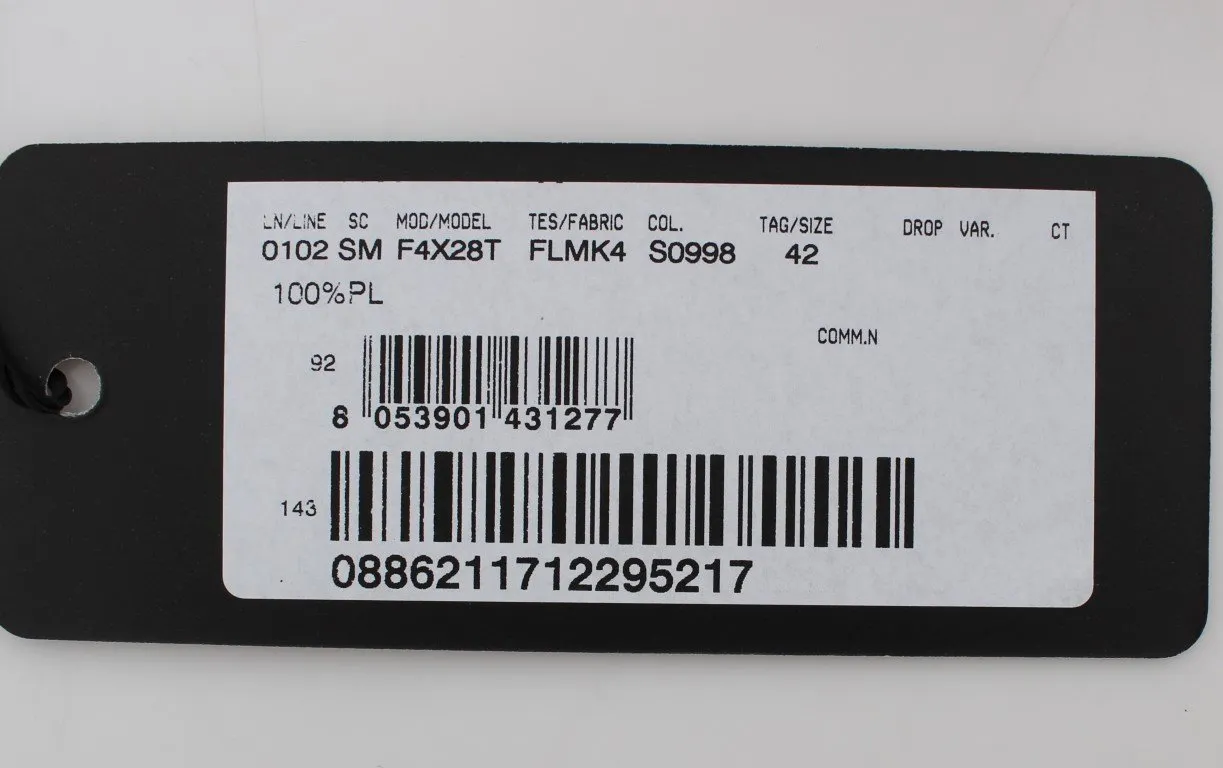 LN/LINE SC MOD/MODEL TES/FABRIC COL. TAG/SIZE DROP VAR. CT
0102 SM F4X28T FLMK4 S0998 42
100%PL
COMM.N
92
8 053901 431277
143
0886211712295217